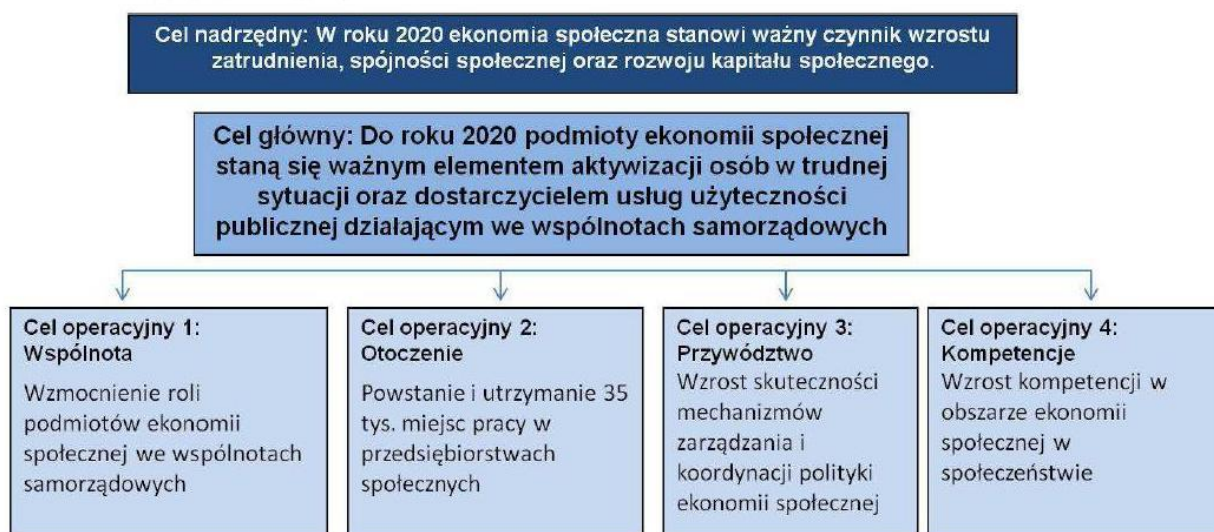 Cel nadrzędny: W roku 2020 ekonomia społeczna stanowi ważny czynnik wzrostu
zatrudnienia, spójności społecznej oraz rozwoju kapitału społecznego.
Cel główny: Do roku 2020 podmioty ekonomii społecznej
staną się ważnym elementem aktywizacji osób w trudnej
sytuacji oraz dostarczycielem usług użyteczności
publicznej działającym we wspólnotach samorządowych
Cel operacyjny 1:
Wspólnota
Wzmocnienie roli
podmiotów ekonomii
społecznej we wspólnotach
samorządowych
Cel operacyjny 2:
Otoczenie
Powstanie i utrzymanie 35
tys. miejsc pracy w
przedsiębiorstwach
społecznych
Cel operacyjny 3:
Przywództwo
Wzrost skuteczności
mechanizmów
zarządzania i
koordynacji polityki
ekonomii społecznej
Cel operacyjny 4:
Kompetencje
Wzrost kompetencji w
obszarze ekonomii
społecznej w
społeczeństwie